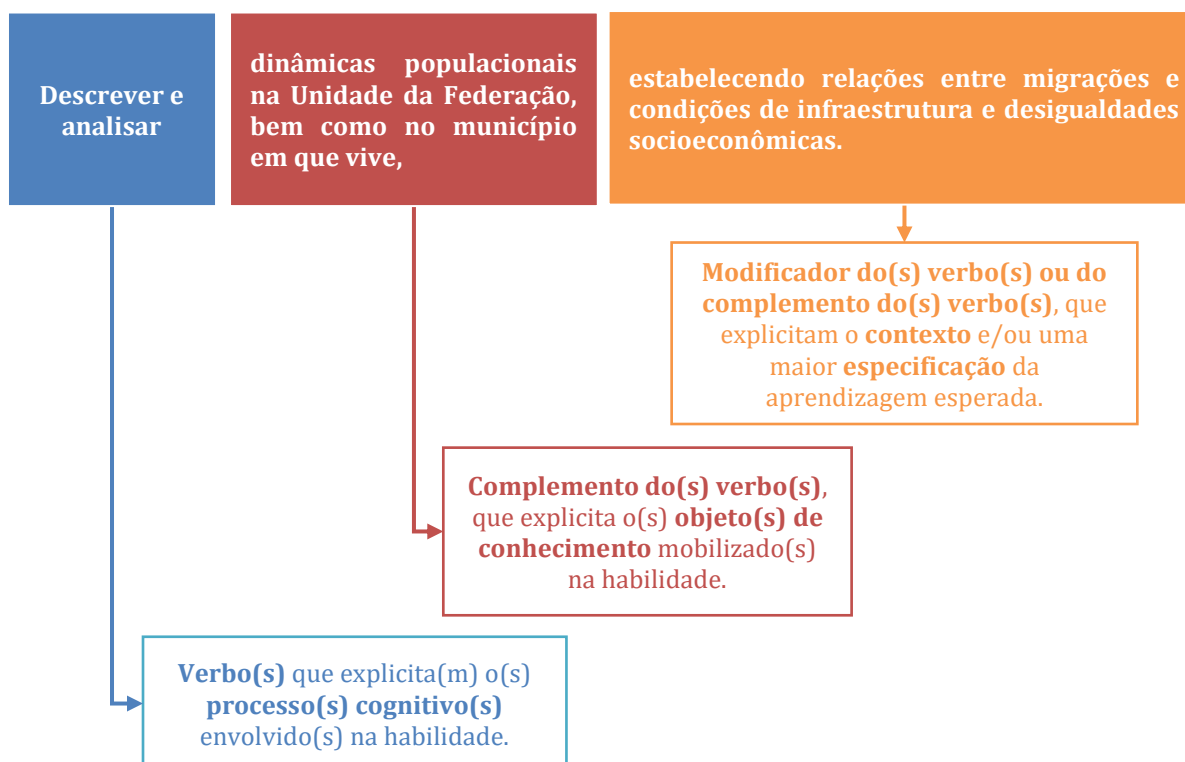 Descrever e
analisar
dinâmicas populacionais
na Unidade da Federação,
bem como no município
em que vive,
estabelecendo relações entre migrações e
condições de infraestrutura e desigualdades
socioeconômicas.
Modificador do(s) verbo(s) ou do
complemento do(s) verbo(s), que
explicitam o contexto e/ou uma
maior especificação da
aprendizagem esperada.
Complemento do(s) verbo(s),
que explicita o(s) objeto(s) de
conhecimento mobilizado(s)
na habilidade.
Verbo(s) que explicita(m) o(s)
processo(s) cognitivo(s)
envolvido(s) na habilidade.